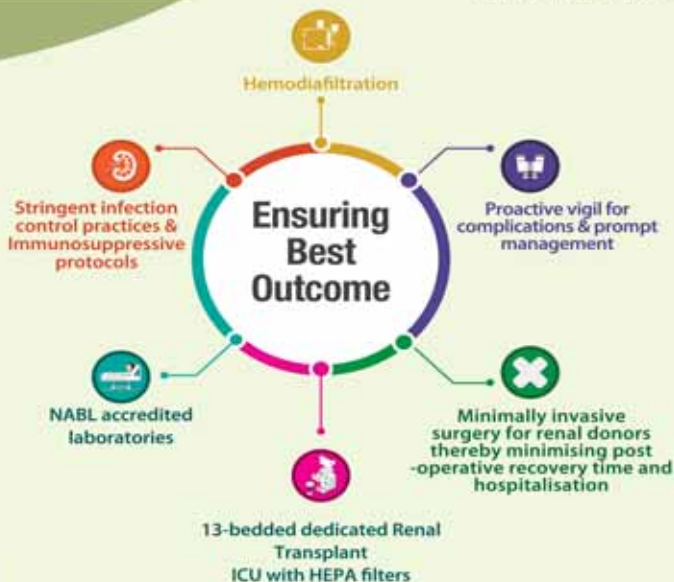 Hemodiafiltration
Stringent infection
control practices &
Immunosuppressive
protocols
Ensuring
Best
Outcome
Proactive vigil for
complications & prompt
management
NABL accredited
laboratories
Minimally invasive
surgery for renal donors
thereby minimising post
-operative recovery time and
hospitalisation
13-bedded dedicated Renal
Transplant
ICU with HEPA filters